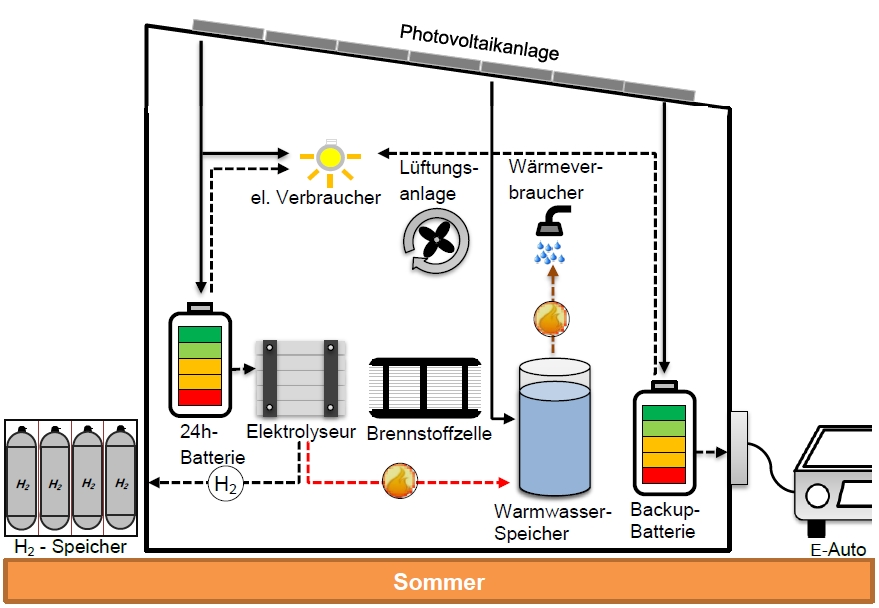 Photovoltaikanlage
Lüftungs-
anlage
Wärmever-
braucher
el. Verbraucher
24h-
Batterie
Elektrolyseur
Brennstoffzelle
H₂
H₂
H₂
H₂
H₂
H₂ - Speicher
Warmwasser-
Speicher
Backup-
Batterie
E-Auto
Sommer